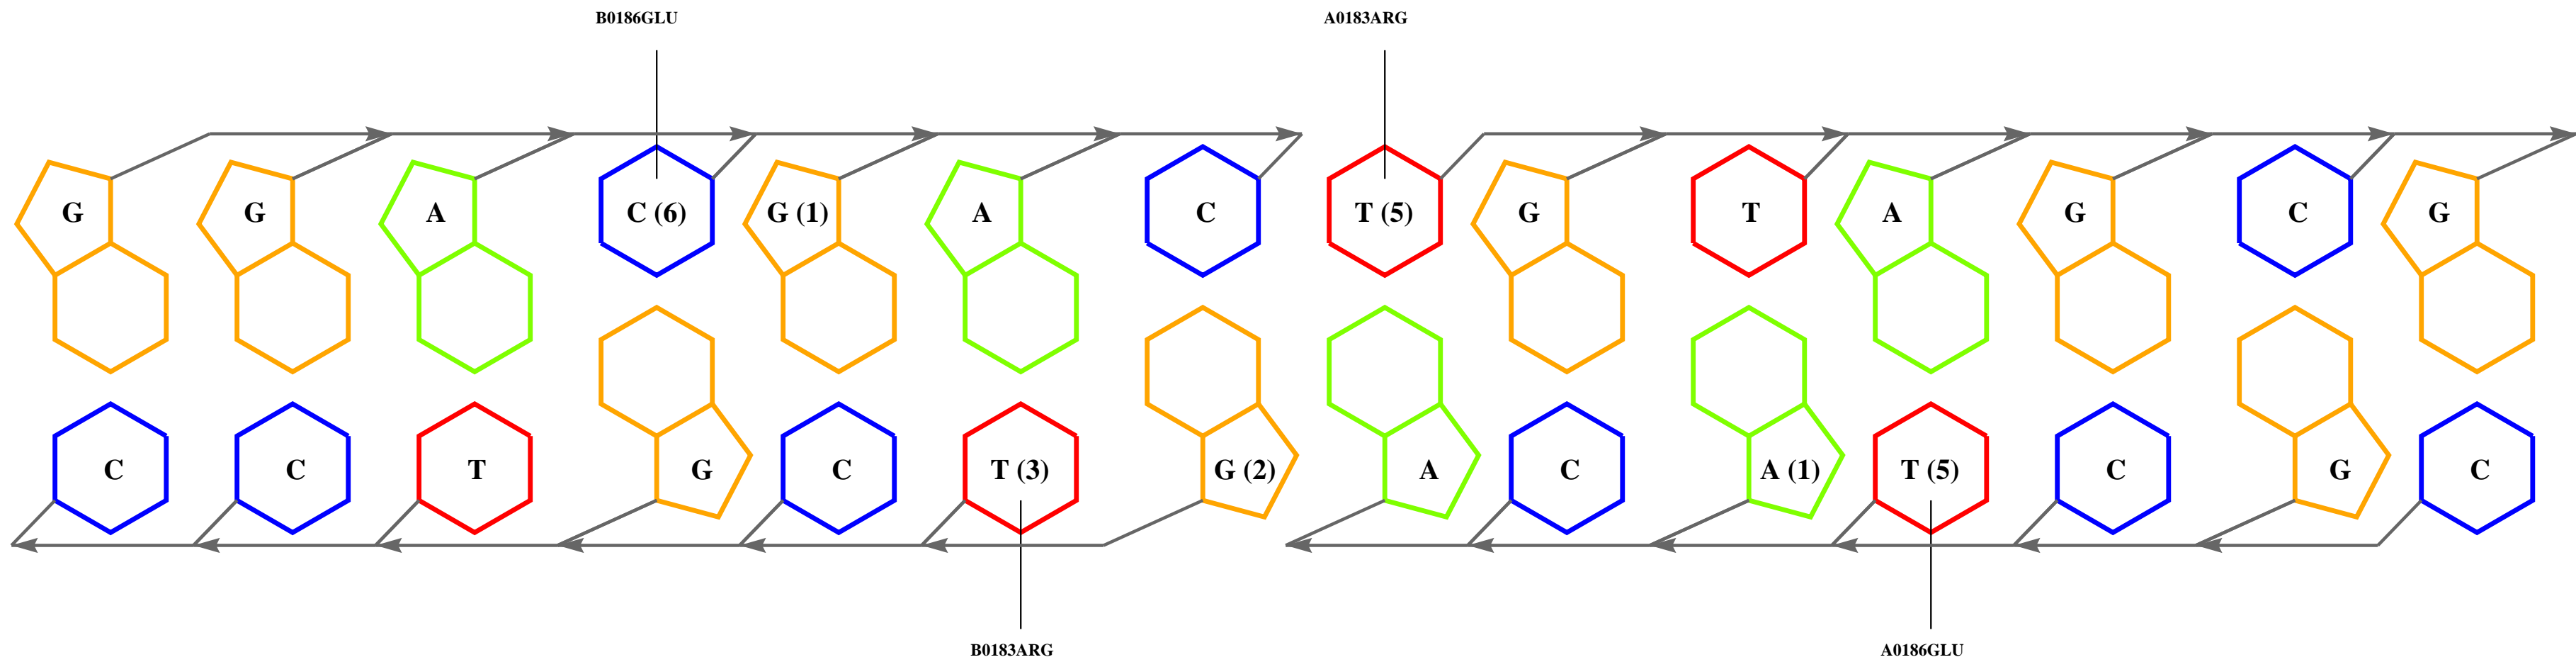 B0186GLU A0183ARG
G G A C (6) G (1) A C T (5) G T A G C G
C C T G C T (3) G (2) A C A (1) T (5) C G C
B0183ARG A0186GLU